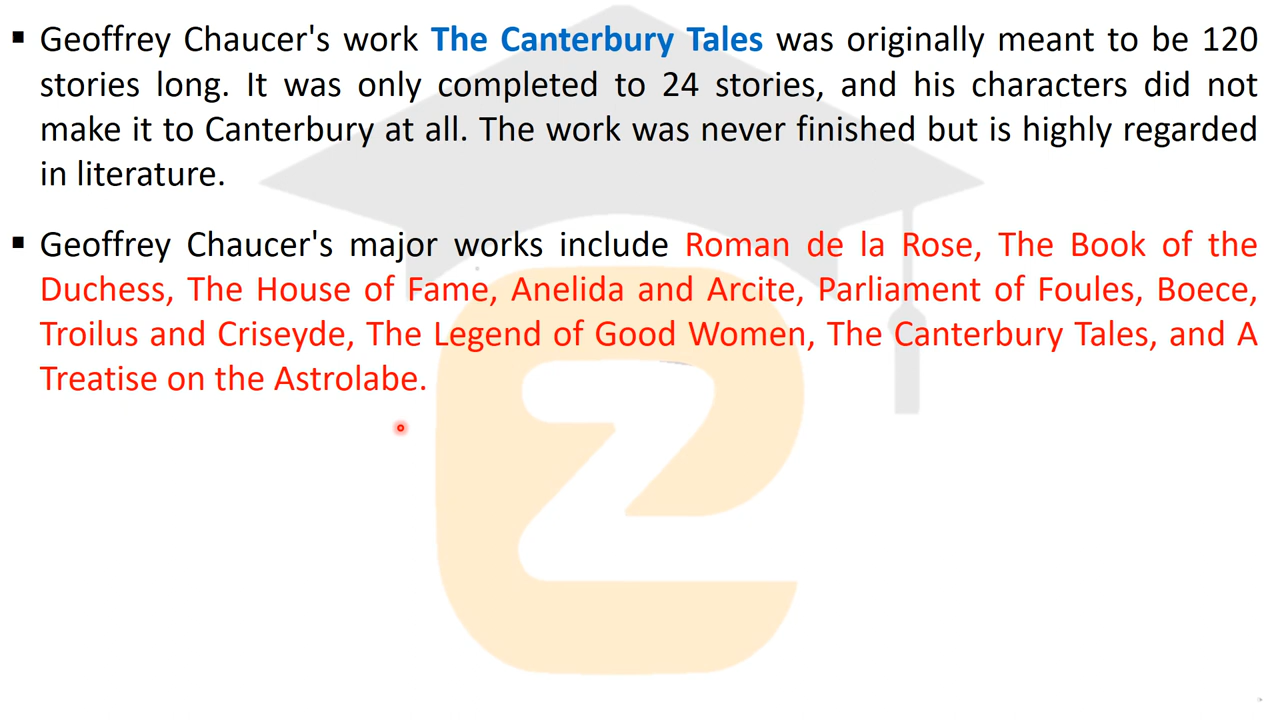 ▪ Geoffrey Chaucer's work The Canterbury Tales was originally meant to be 120
stories long. It was only completed to 24 stories, and his characters did not
make it to Canterbury at all. The work was never finished but is highly regarded
in literature.
▪ Geoffrey Chaucer's major works include Roman de la Rose, The Book of the
Duchess, The House of Fame, Anelida and Arcite, Parliament of Foules, Boece,
Troilus and Criseyde, The Legend of Good Women, The Canterbury Tales, and A
Treatise on the Astrolabe.